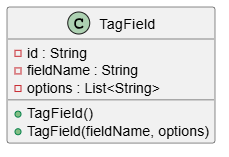 C TagField
id : String
fieldName : String
options : List<String>
TagField()
TagField(fieldName, options)